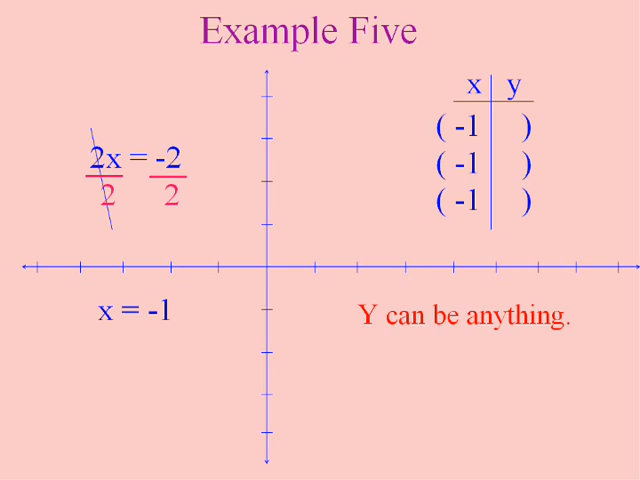 Example Five
x y
( -1 )
2x = -2
( -1 )
2 2
( -1 )
x = -1
Y can be anything.